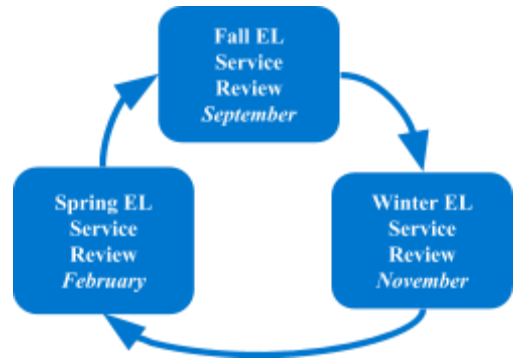 Fall EL
Service
Review
September
Winter EL
Service
Review
November
Spring EL
Service
Review
February